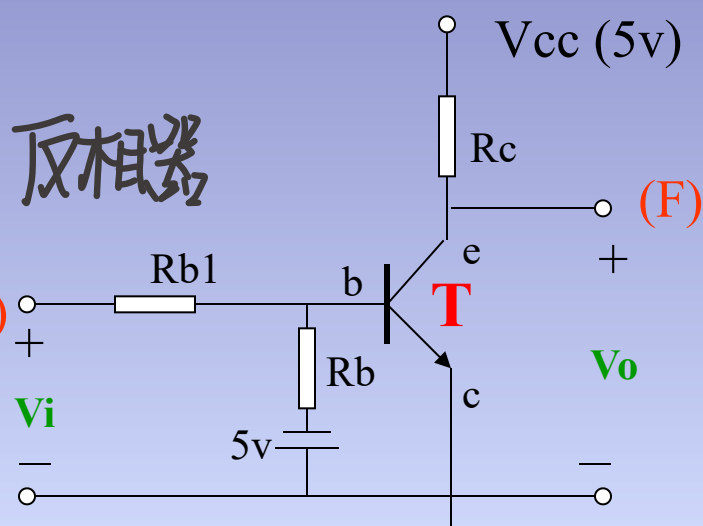 Vcc (5v)
反相器
Rc
(F)
e
+
Rb1
b
T
)
+
Vo
Rb
c
Vi
5v
—
—